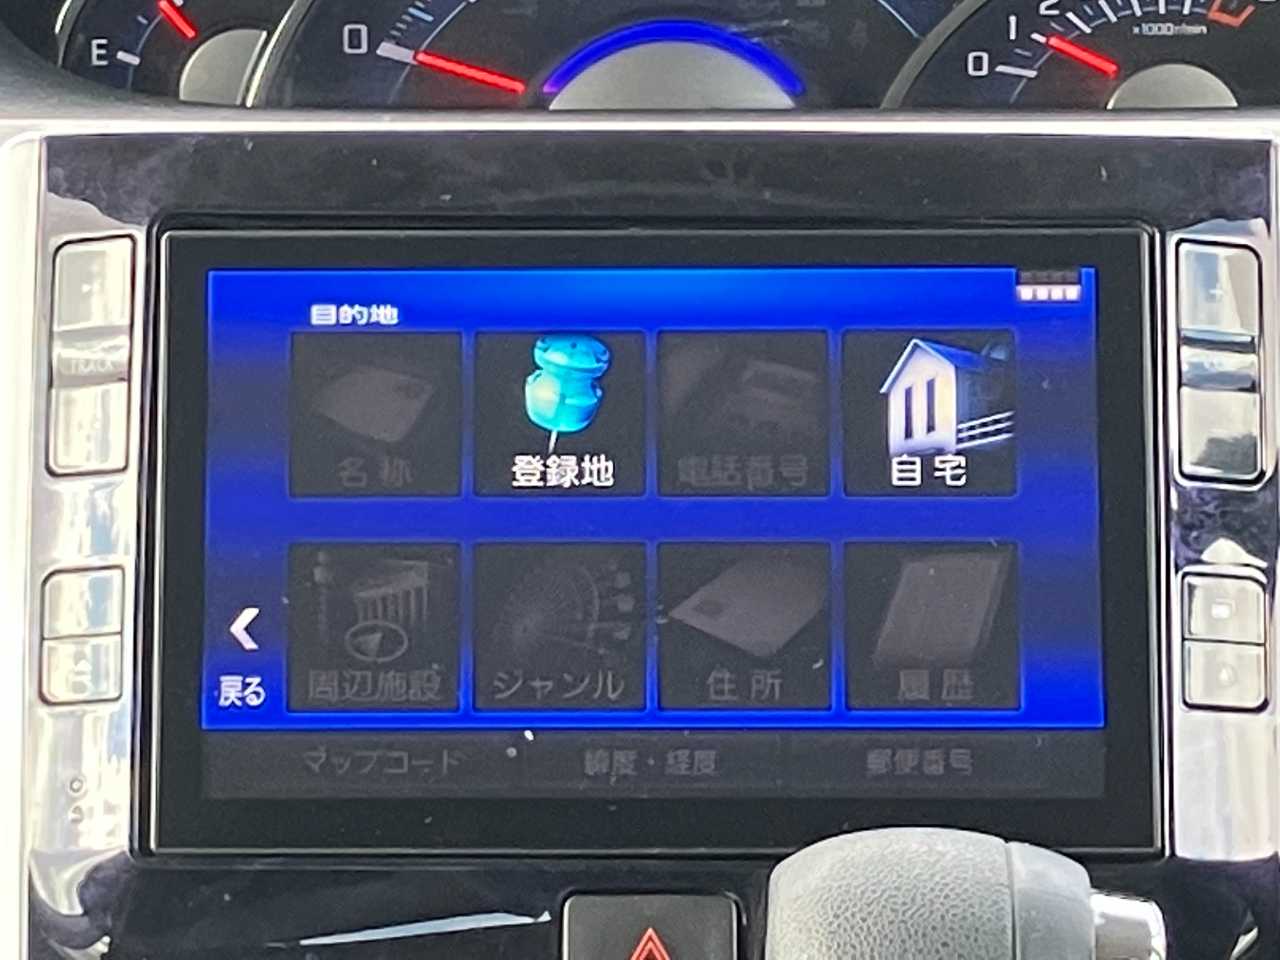 E
0
0
1
2
x1000r/min
目的地
名称
登録地
電話番号
自宅
TRACK
周辺施設
ジャンル
住所
履歴
戻る
マップコード
緯度・経度
郵便番号